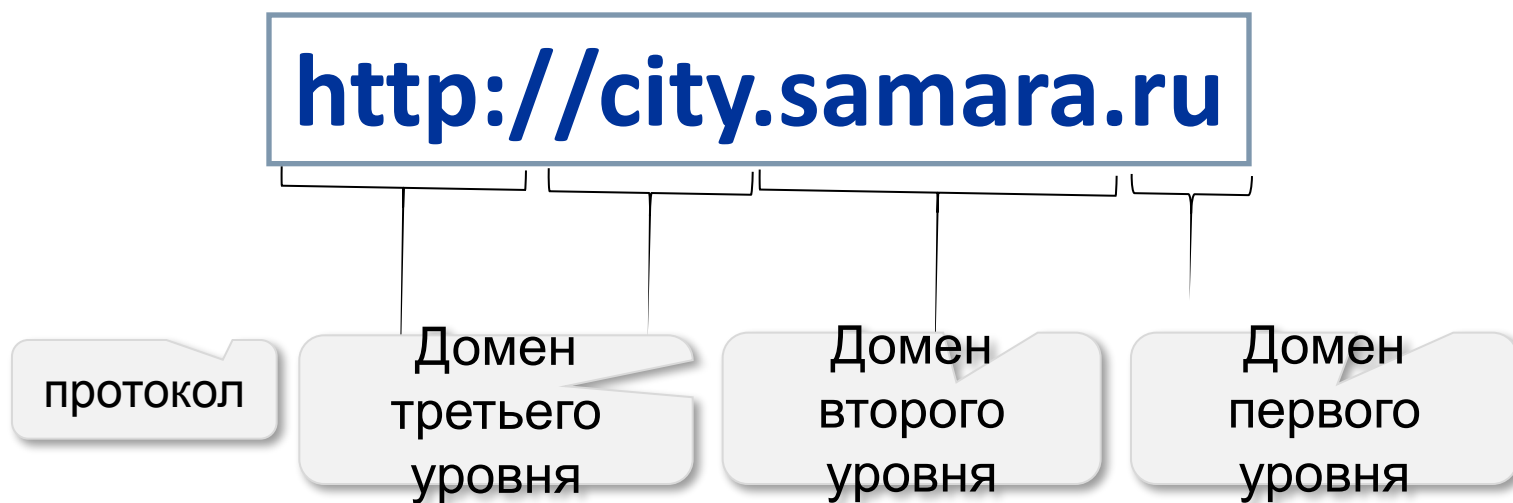 http://city.samara.ru
протокол
Домен
третьего
уровня
Домен
второго
уровня
Домен
первого
уровня